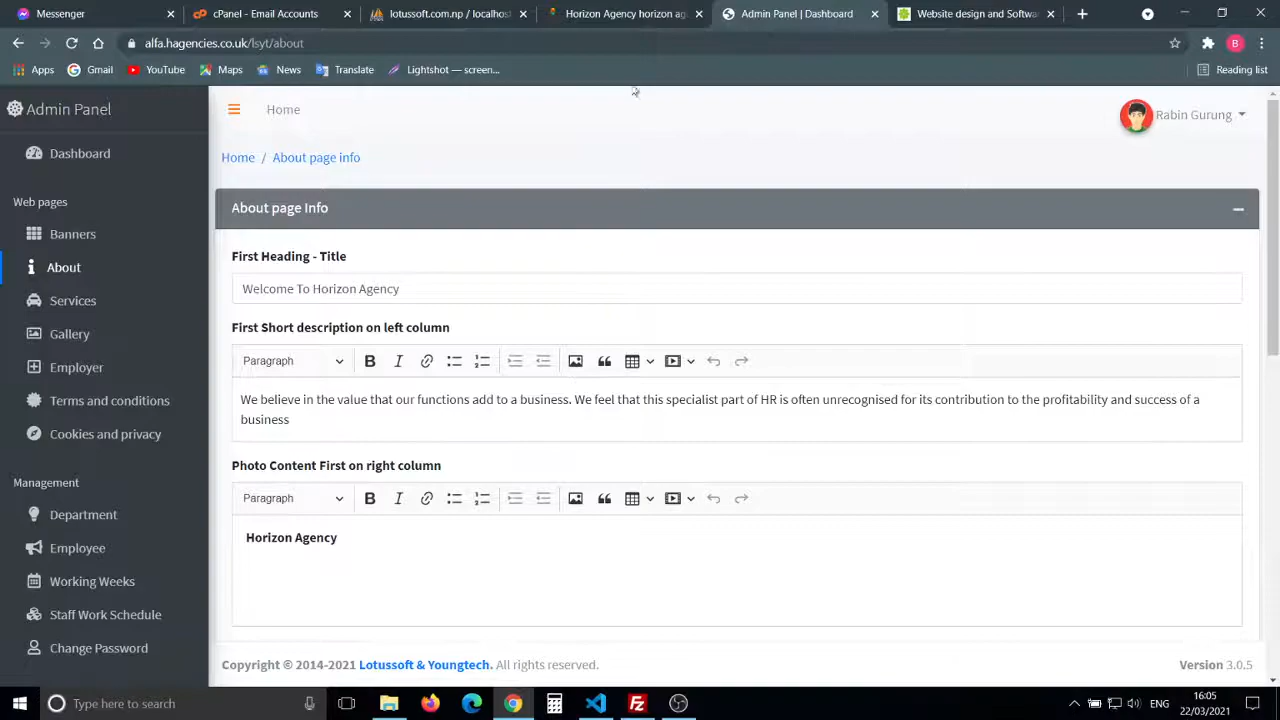 Messenger
cPanel - Email Accounts
lotussoft.com.np / localhos
Horizon Agency horizon ag
Admin Panel | Dashboard
Website design and Softwa
alfa.hagencies.co.uk/lsyt/about
B
Apps
Gmail
YouTube
Maps
News
Translate
Lightshot — screen...
Reading list
Admin Panel
Home
Rabin Gurung
Dashboard
Home / About page info
Web pages
Banners
About
Services
Gallery
Employer
Terms and conditions
Cookies and privacy
Management
Department
Employee
Working Weeks
Staff Work Schedule
Change Password
About page Info
First Heading - Title
Welcome To Horizon Agency
First Short description on left column
Paragraph
We believe in the value that our functions add to a business. We feel that this specialist part of HR is often unrecognised for its contribution to the profitability and success of a
business
Photo Content First on right column
Paragraph
Horizon Agency
Copyright © 2014-2021 Lotussoft & Youngtech. All rights reserved.
Version 3.0.5
Type here to search
ENG
16:05
22/03/2021